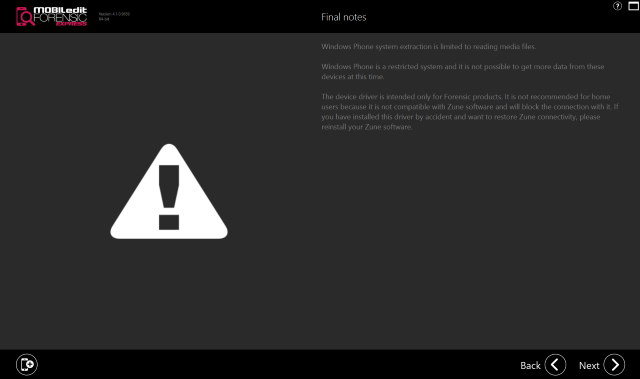 MOBILedit
FORENSIC
EXPRESS
64-bit
Final notes
Windows Phone system extraction is limited to reading media files.
Windows Phone is a restricted system and it is not possible to get more data from these
devices at this time.
The device driver is intended only for Forensic products. It is not recommended for home
users because it is not compatible with Zune software and will block the connection with it. If
you have installed this driver by accident and want to restore Zune connectivity, please
reinstall your Zune software.
Back
Next